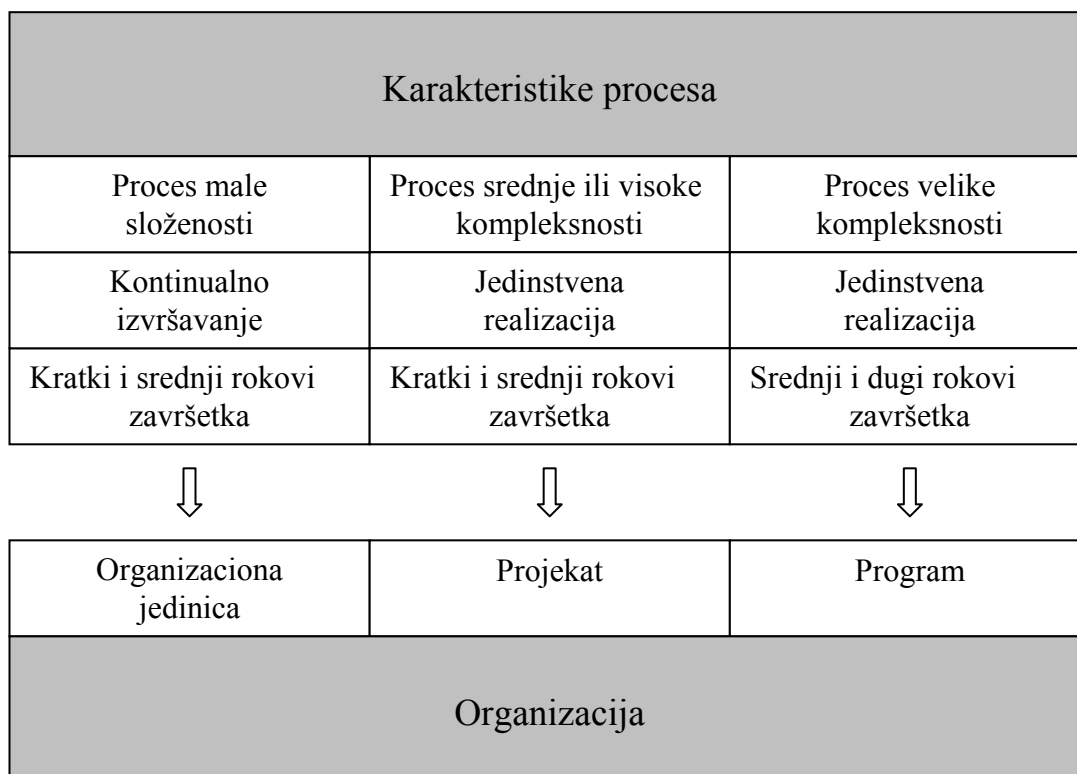 Karakteristike procesa
Proces male
složenosti
Proces srednje ili visoke
kompleksnosti
Proces velike
kompleksnosti
Kontinualno
izvršavanje
Jedinstvena
realizacija
Jedinstvena
realizacija
Kratki i srednji rokovi
završetka
Kratki i srednji rokovi
završetka
Srednji i dugi rokovi
završetka
Organizaciona
jedinica
Projekat
Program
Organizacija